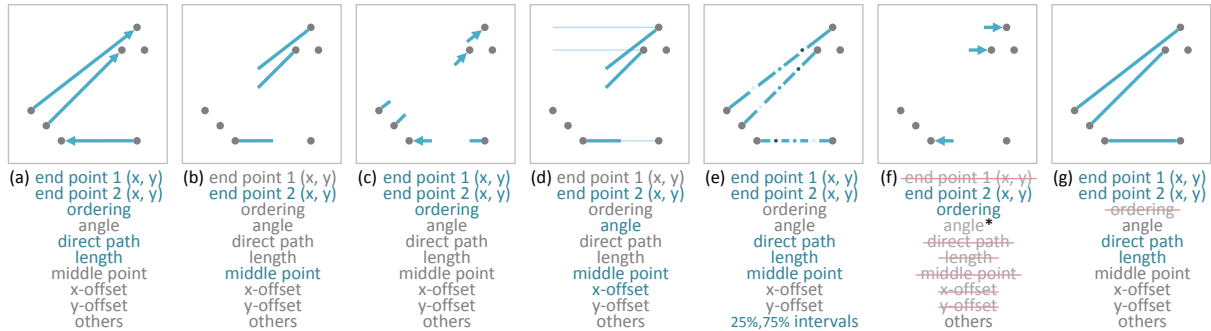 (a) end point 1 (x, y)
end point 2 (x, y)
ordering
angle
direct path
length
middle point
x-offset
y-offset
others
(b) end point 1 (x, y)
end point 2 (x, y)
ordering
angle
direct path
length
middle point
x-offset
y-offset
others
(c) end point 1 (x, y)
end point 2 (x, y)
ordering
angle
direct path
length
middle point
x-offset
y-offset
others
(d) end point 1 (x, y)
end point 2 (x, y)
ordering
angle
direct path
length
middle point
x-offset
y-offset
others
(e) end point 1 (x, y)
end point 2 (x, y)
ordering
angle
direct path
length
middle point
x-offset
y-offset
25%,75% intervals
(f) end point 1 (x, y)
end point 2 (x, y)
ordering
angle*
direct path
length
middle point
x-offset
y-offset
others
(g) end point 1 (x, y)
end point 2 (x, y)
ordering
angle
direct path
length
middle point
x-offset
y-offset
others